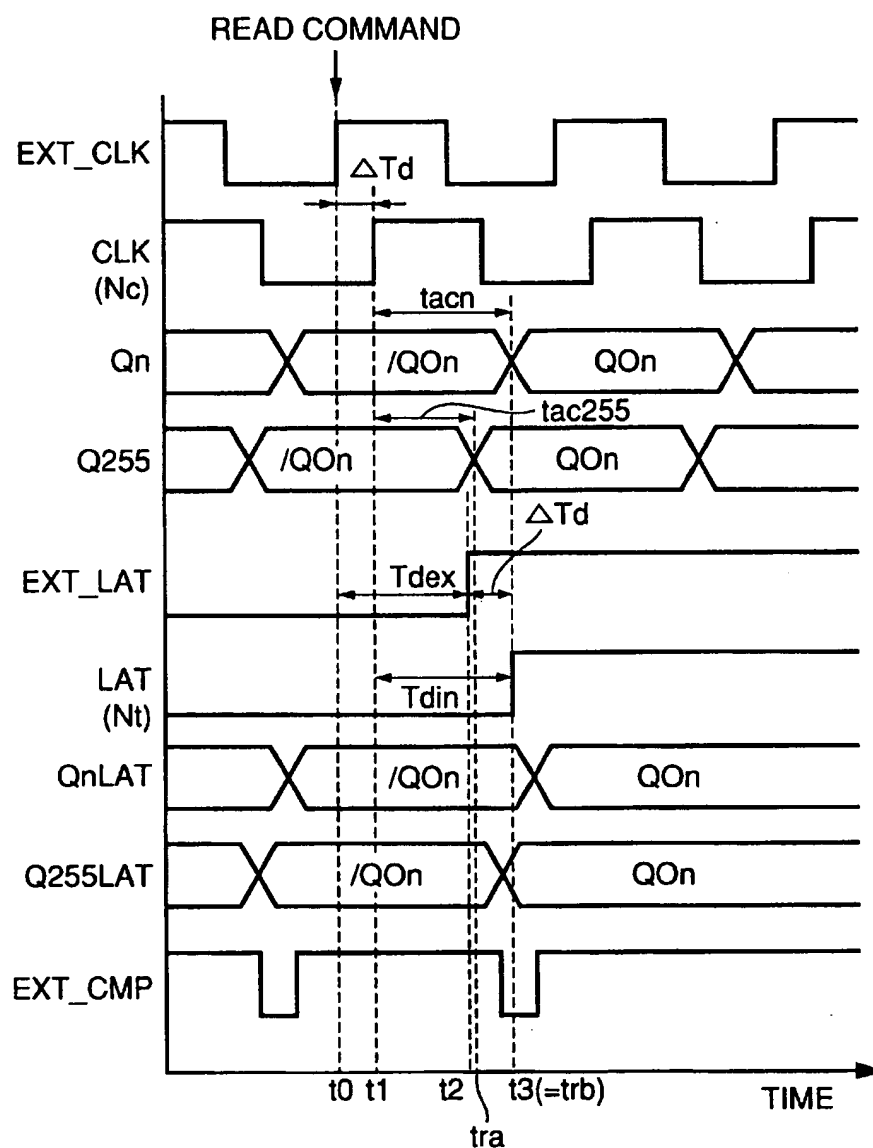 READ COMMAND
EXT_CLK
△Td
CLK
(Nc)
tacn
Qn
/QOn
QOn
tac255
Q255
/QOn
QOn
△Td
EXT_LAT
Tdex
LAT
(Nt)
Tdin
QnLAT
/QOn
QOn
Q255LAT
/QOn
QOn
EXT_CMP
t0 t1 t2 t3(=trb) TIME
tra